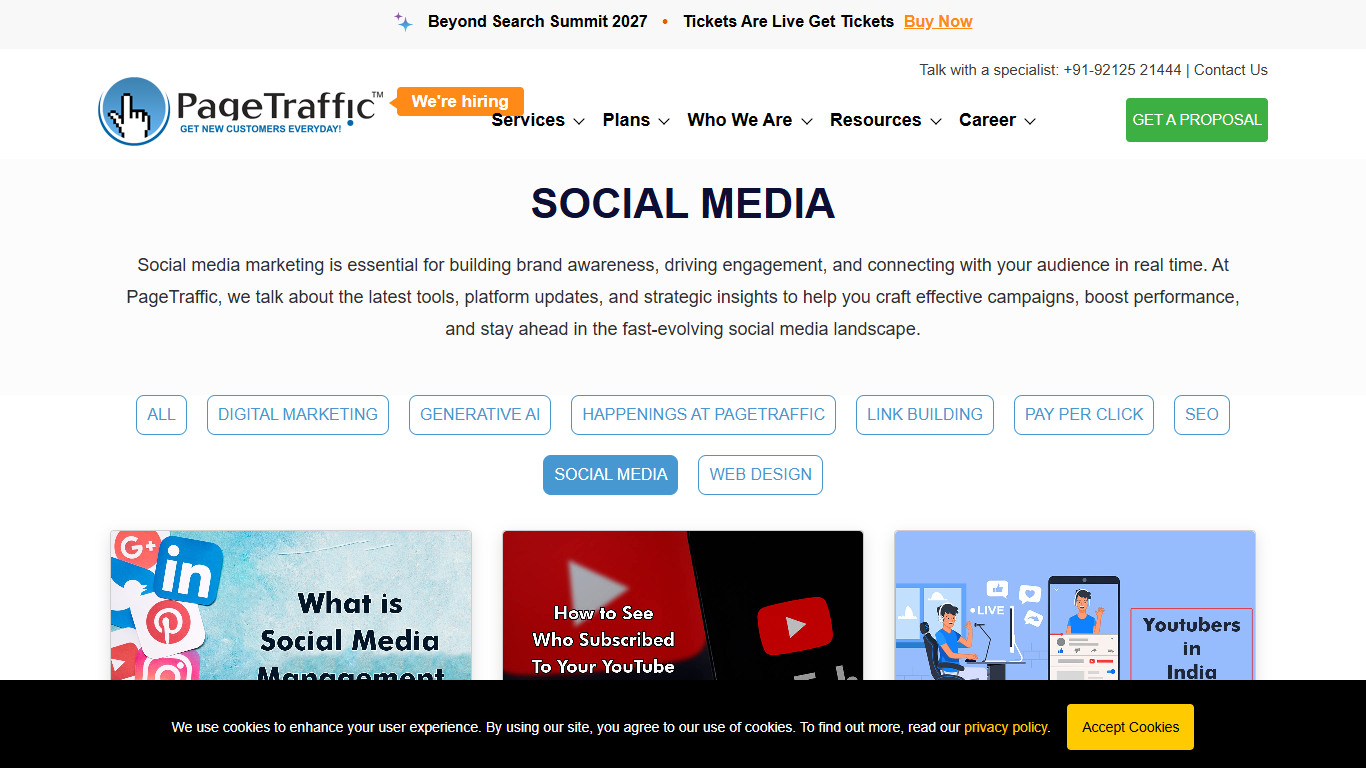 Beyond Search Summit 2027 • Tickets Are Live Get Tickets Buy Now
Talk with a specialist: +91-92125 21444 | Contact Us
PageTraffic™
GET NEW CUSTOMERS EVERYDAY!
We're hiring
Services Plans Who We Are Resources Career
GET A PROPOSAL
SOCIAL MEDIA
Social media marketing is essential for building brand awareness, driving engagement, and connecting with your audience in real time. At
PageTraffic, we talk about the latest tools, platform updates, and strategic insights to help you craft effective campaigns, boost performance,
and stay ahead in the fast-evolving social media landscape.
ALL DIGITAL MARKETING GENERATIVE AI HAPPENINGS AT PAGETRAFFIC LINK BUILDING PAY PER CLICK SEO
SOCIAL MEDIA WEB DESIGN
G+
in
What is
Social Media
Management
How to See
Who Subscribed
To Your YouTube
LIVE
Youtubers
in
India
We use cookies to enhance your user experience. By using our site, you agree to our use of cookies. To find out more, read our privacy policy.
Accept Cookies